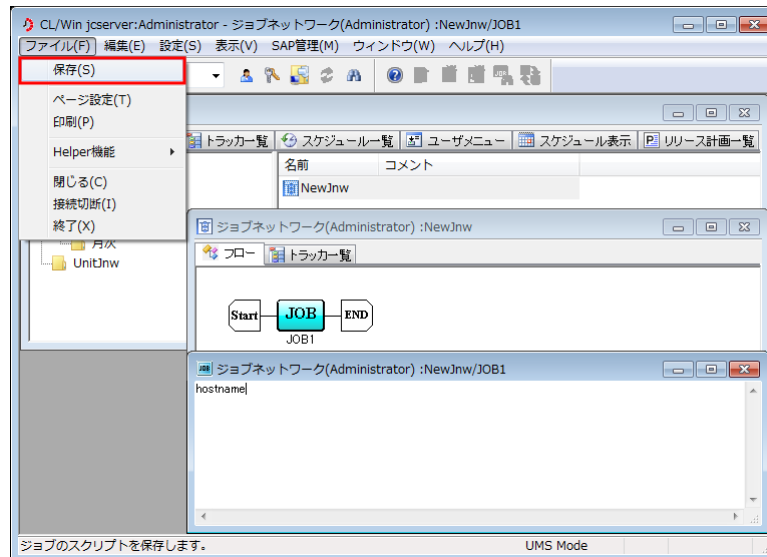 CL/Win jcserver:Administrator - ジョブネットワーク(Administrator) :NewJnw/JOB1
ファイル(F) 編集(E) 設定(S) 表示(V) SAP管理(M) ウィンドウ(W) ヘルプ(H)
保存(S)
ページ設定(T)
印刷(P)
Helper機能
閉じる(C)
接続切断(I)
終了(X)
トラッカ一覧 スケジュール一覧 ユーザメニュー スケジュール表示 リリース計画一覧
名前 コメント
NewJnw
月次
UnitJnw
ジョブネットワーク(Administrator) :NewJnw
フロー トラッカ一覧
Start JOB END
JOB1
ジョブネットワーク(Administrator) :NewJnw/JOB1
hostname
ジョブのスクリプトを保存します。 UMS Mode